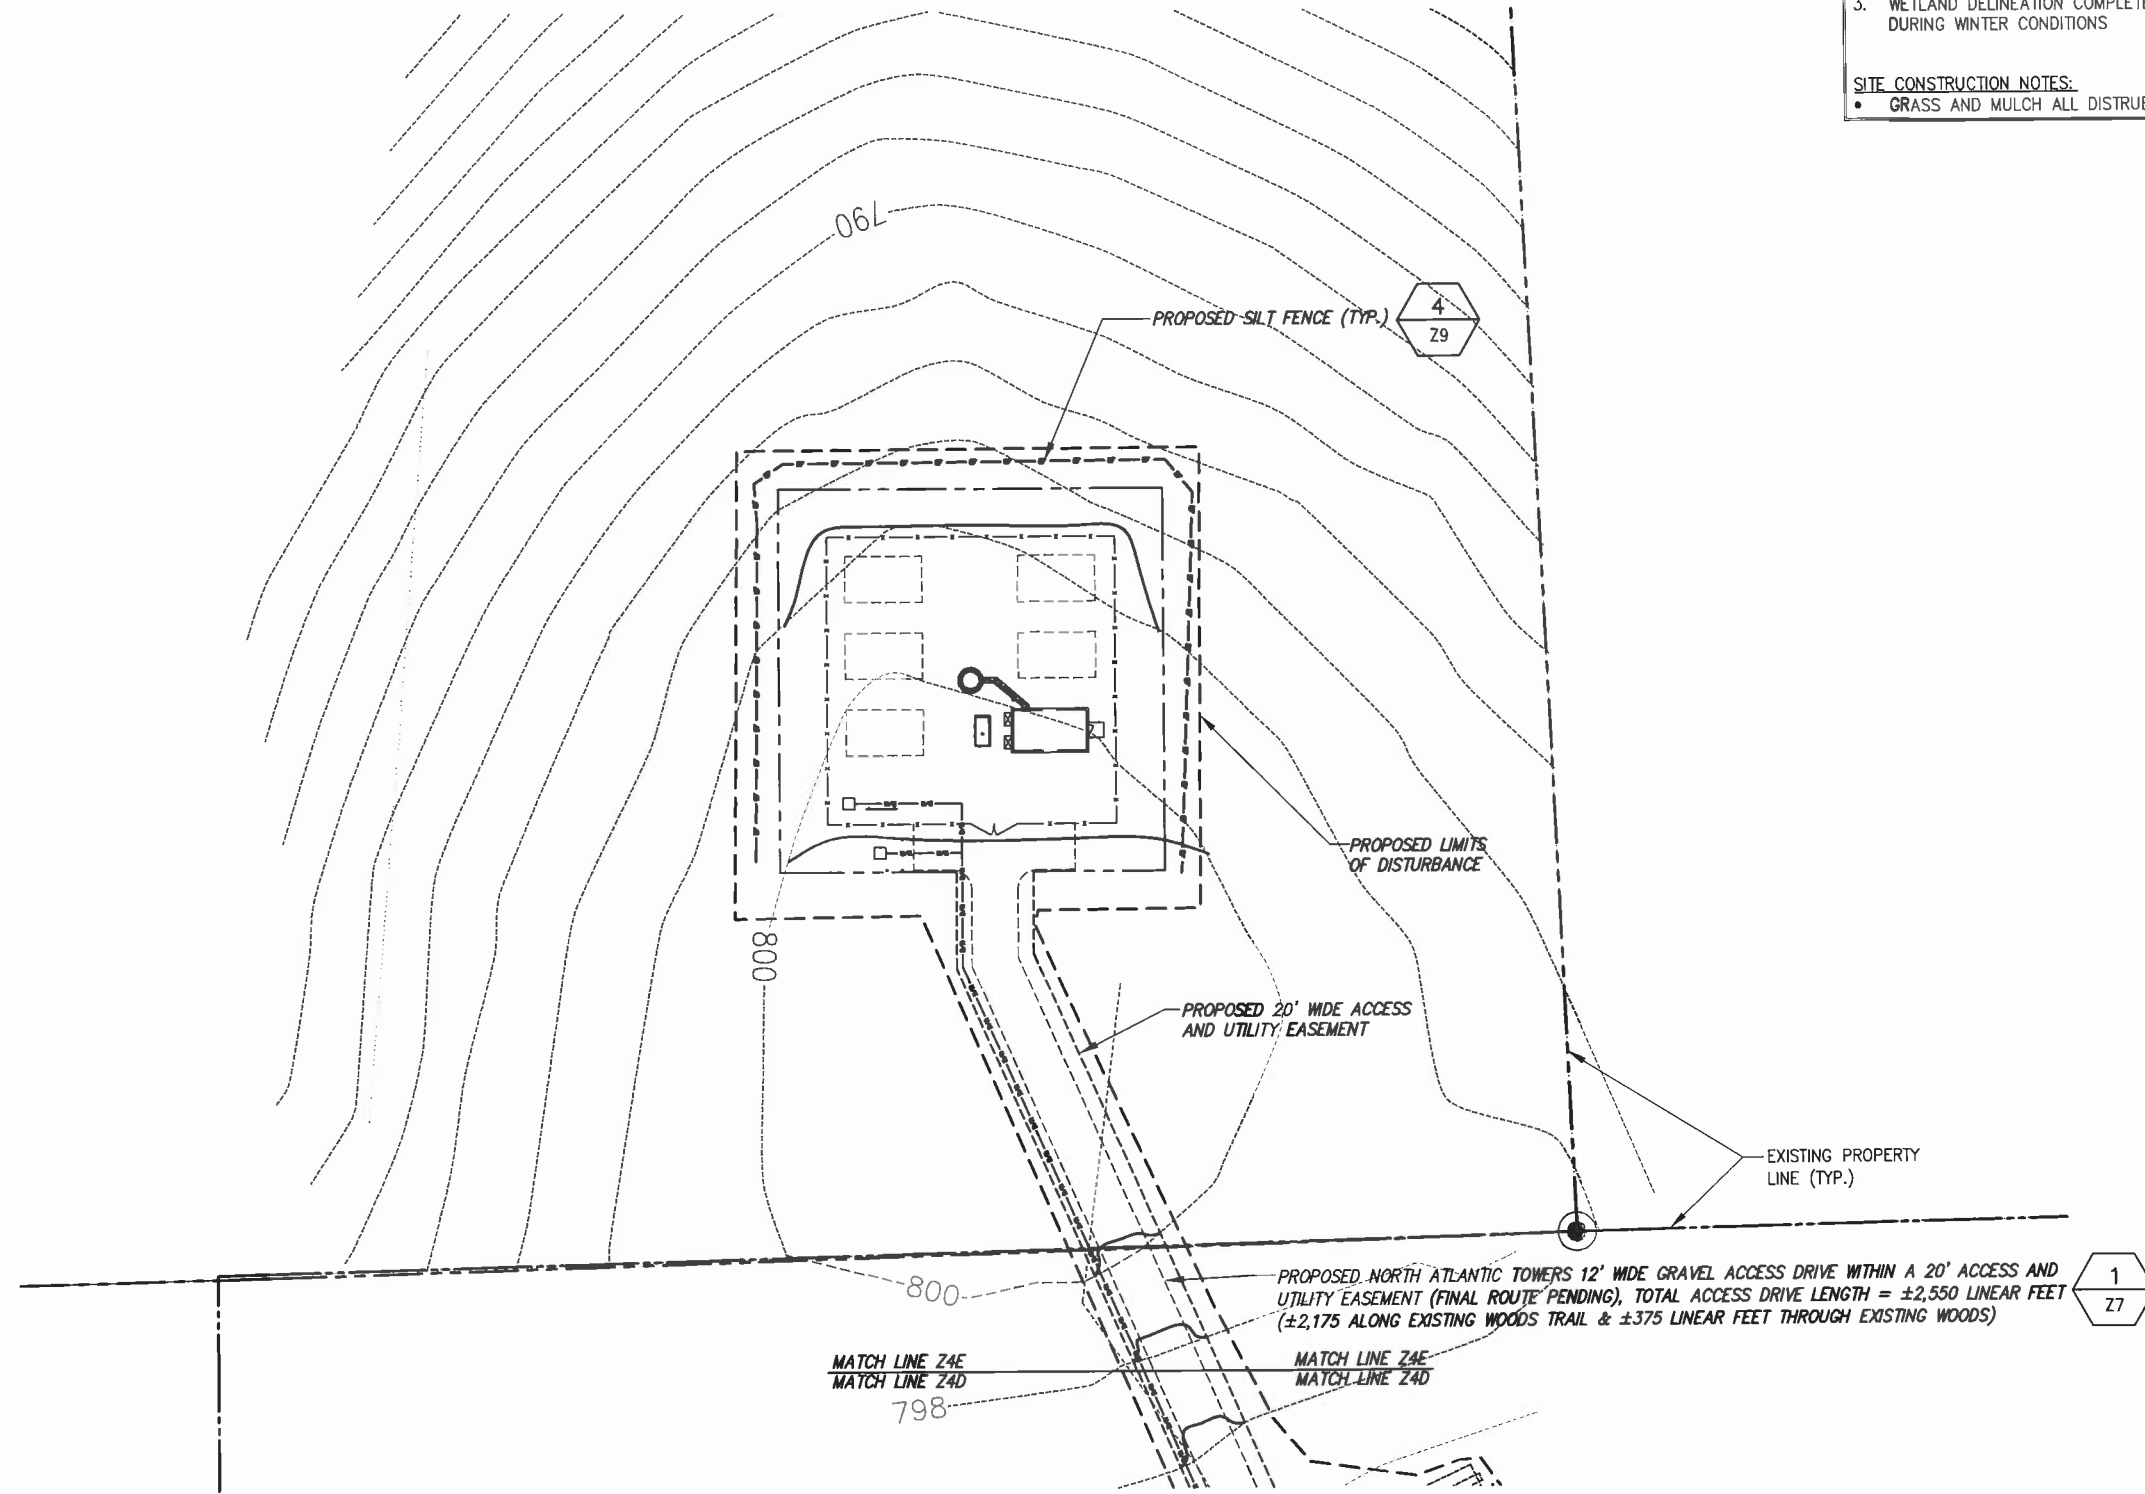 3. WETLAND DELINEATION
DURING WINTER CONDITIONS
SITE CONSTRUCTION NOTES:
• GRASS AND MULCH ALL
790
PROPOSED SILT FENCE (TYP.)
4
Z9
PROPOSED LIMITS
OF DISTURBANCE
800
PROPOSED 20' WIDE ACCESS
AND UTILITY EASEMENT
EXISTING PROPERTY
LINE (TYP.)
800
PROPOSED NORTH ATLANTIC TOWERS 12' WIDE GRAVEL ACCESS DRIVE WITHIN A 20' ACCESS AND
UTILITY EASEMENT (FINAL ROUTE PENDING), TOTAL ACCESS DRIVE LENGTH = ±2,550 LINEAR FEET
(±2,175 ALONG EXISTING WOODS TRAIL & ±375 LINEAR FEET THROUGH EXISTING WOODS)
1
Z7
MATCH LINE Z4E
MATCH LINE Z4D
MATCH LINE Z4E
MATCH LINE Z4D
798